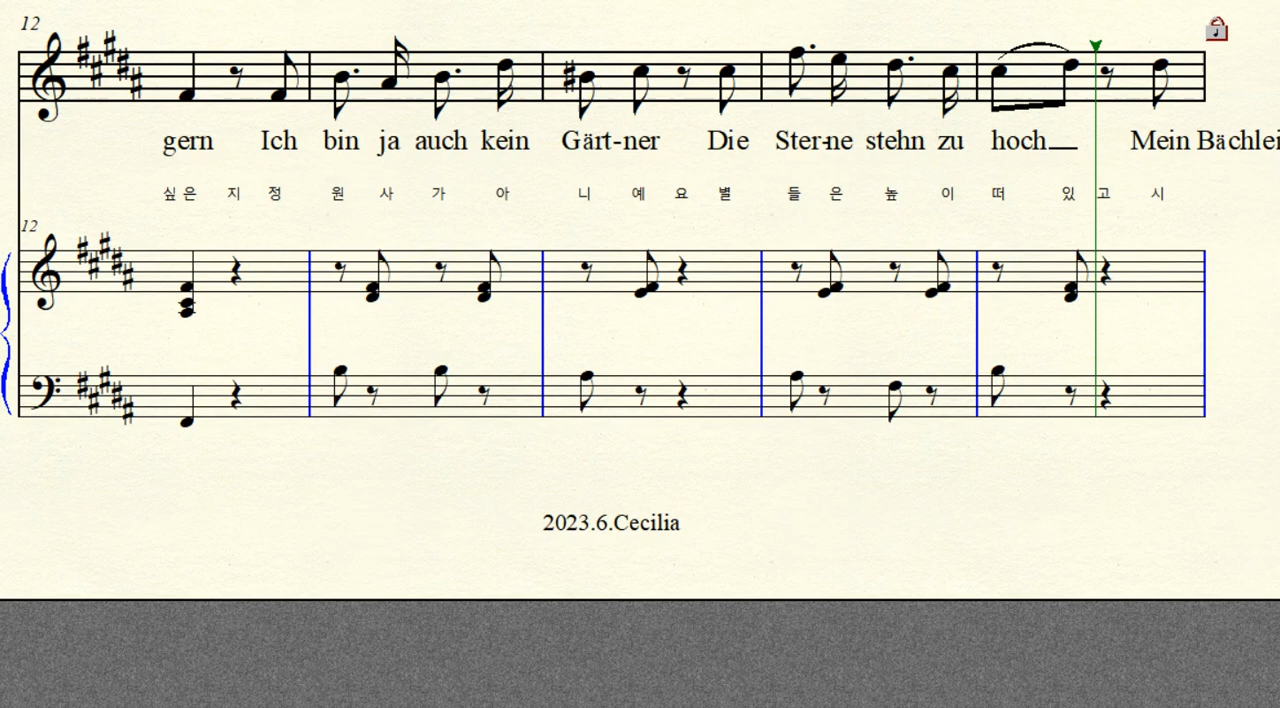 12
gern Ich bin ja auch kein Gärt-ner Die Ster-ne stehn zu hoch Mein Bächlei
싶 은 지 정 원 사 가 아 니 예 요 별 들 은 높 이 떠 있 고 시
12
2023.6.Cecilia